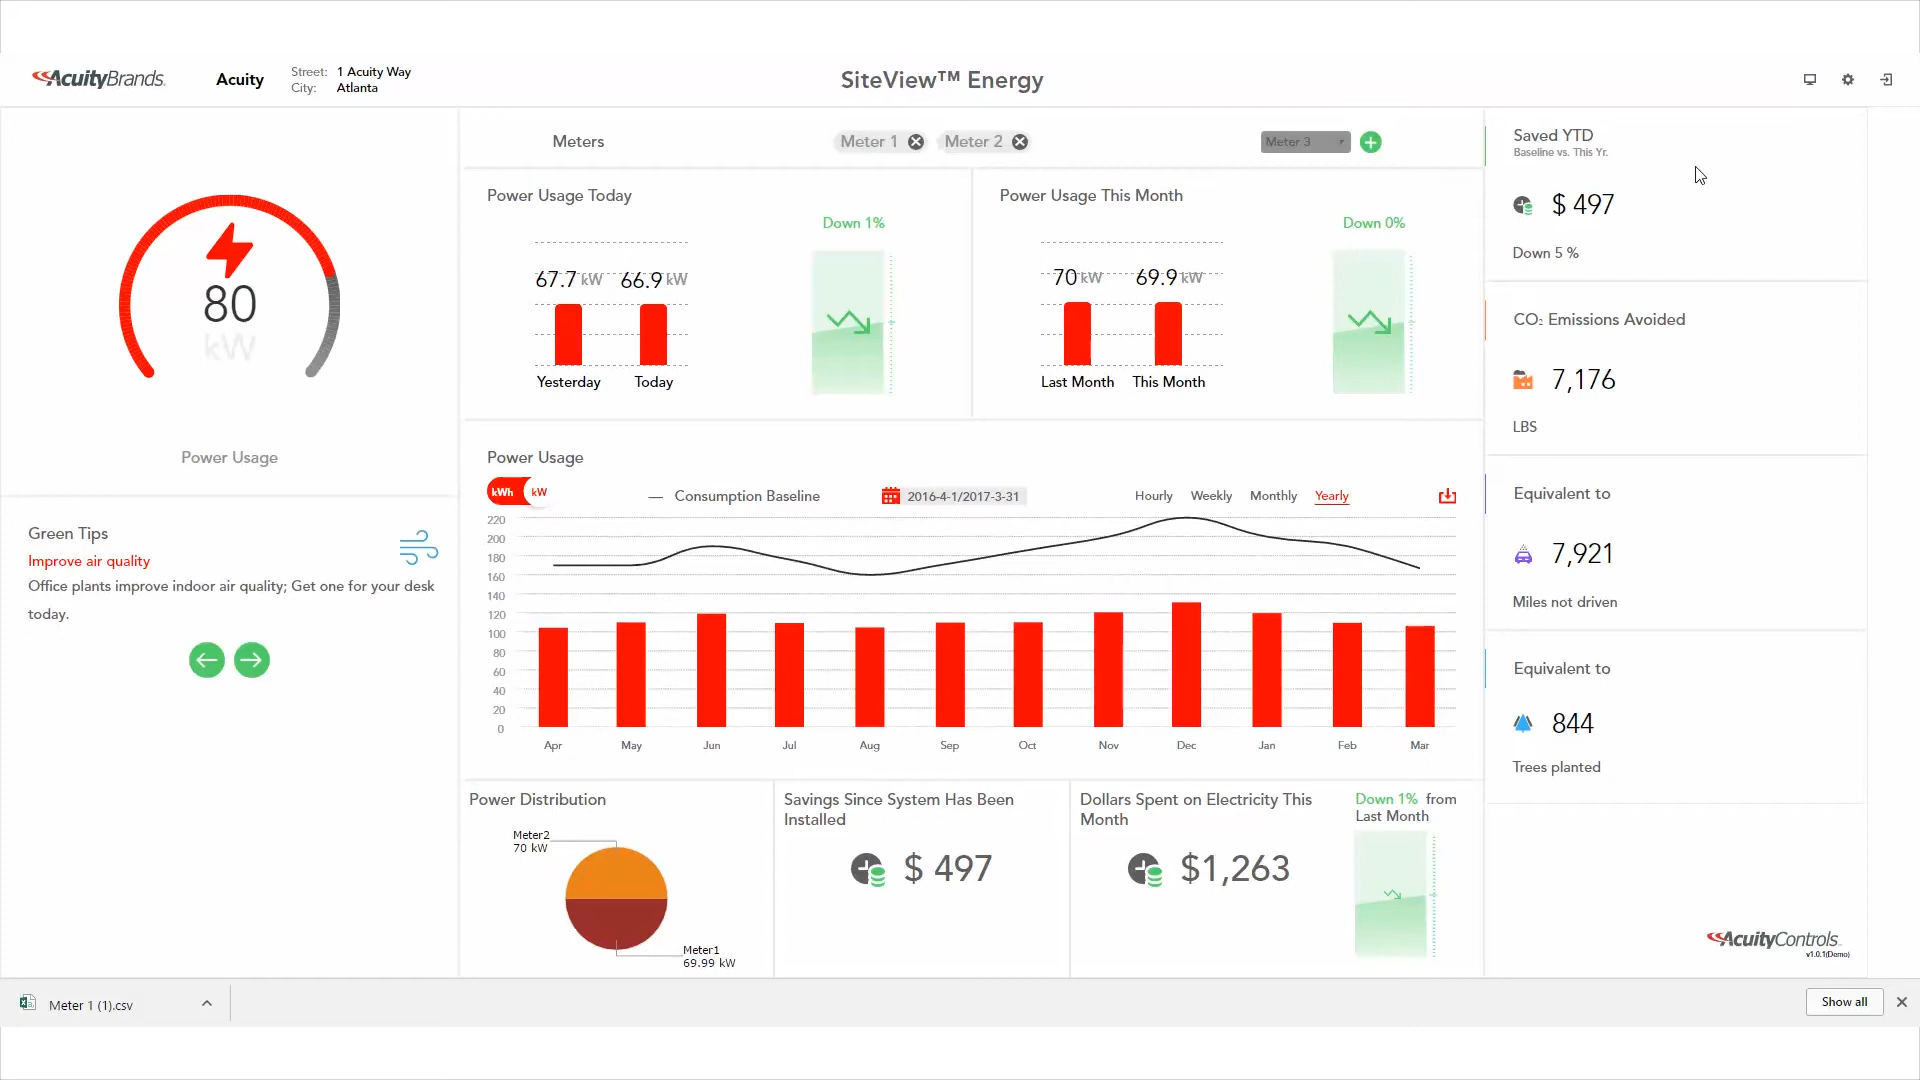 AcuityBrands.
Acuity
Street: 1 Acuity Way
City: Atlanta
SiteView™ Energy
80
kW
Power Usage
Green Tips
Improve air quality
Office plants improve indoor air quality; Get one for your desk
today.
Meters
Meter 1
Meter 2
Meter 3
Power Usage Today
Down 1%
67.7 kW
66.9 kW
Yesterday
Today
Power Usage This Month
Down 0%
70 kW
69.9 kW
Last Month
This Month
Power Usage
kWh kW
Consumption Baseline
2016-4-1/2017-3-31
Hourly Weekly Monthly Yearly
220
200
180
160
140
120
100
80
60
40
20
0
Apr May Jun Jul Aug Sep Oct Nov Dec Jan Feb Mar
Power Distribution
Meter2
70 kW
Meter1
69.99 kW
Savings Since System Has Been
Installed
$ 497
Dollars Spent on Electricity This
Month
$1,263
Down 1% from
Last Month
Saved YTD
Baseline vs. This Yr.
$ 497
Down 5 %
CO₂ Emissions Avoided
7,176
LBS
Equivalent to
7,921
Miles not driven
Equivalent to
844
Trees planted
AcuityControls
v1.0.1(Demo)
Meter 1 (1).csv
Show all